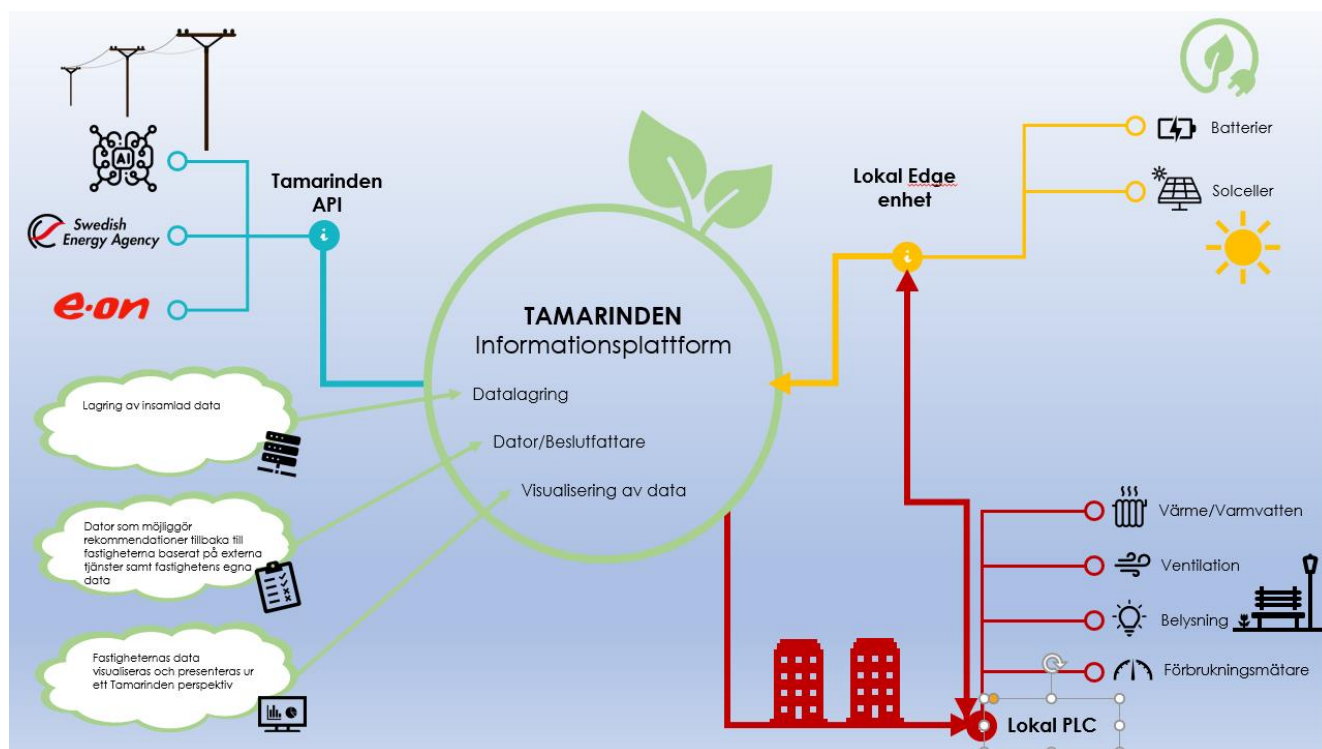 AI
Swedish
Energy Agency
e·on
Tamarinden
API
Lokal Edge
enhet
Batterier
Solceller
TAMARINDEN
Informationsplattform
Datalagring
Dator/Beslutfattare
Visualisering av data
Lagring av insamlad data
Dator som möjliggör
rekommendationer tillbaka till
fastigheterna baserat på externa
tjänster samt fastighetens egna
data
Fastigheternas data
visualiseras och presenteras ur
ett Tamarinden perspektiv
Värme/Varmvatten
Ventilation
Belysning
Förbrukningsmätare
Lokal PLC